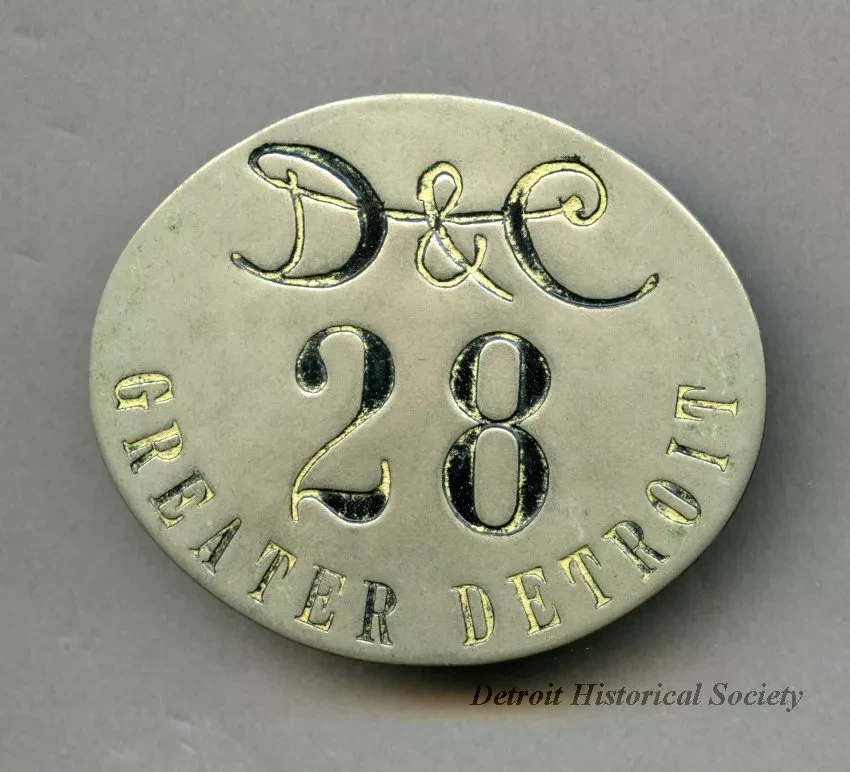 D&C
28
GREATER DETROIT
Detroit Historical Society